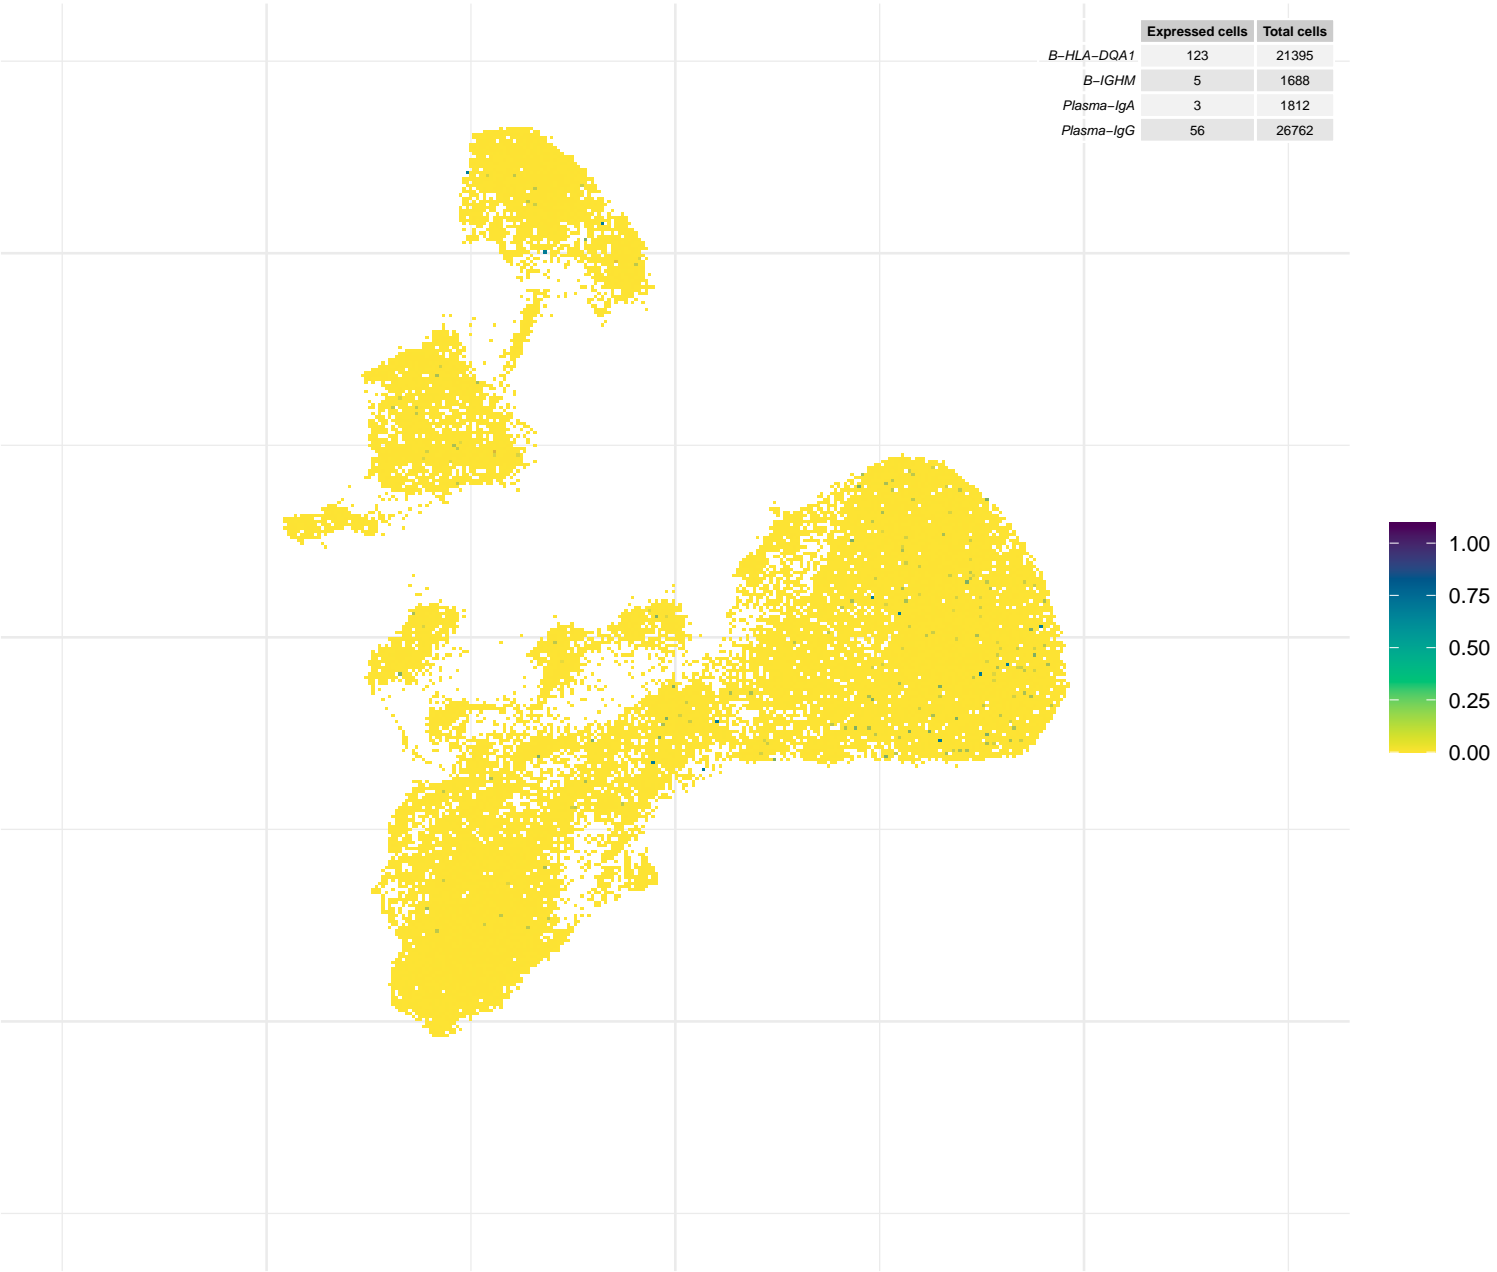 Expressed cells Total cells
B−HLA−DQA1 123 21395
B−IGHM 5 1688
Plasma−IgA 3 1812
Plasma−IgG 56 26762
1.00
0.75
0.50
0.25
0.00